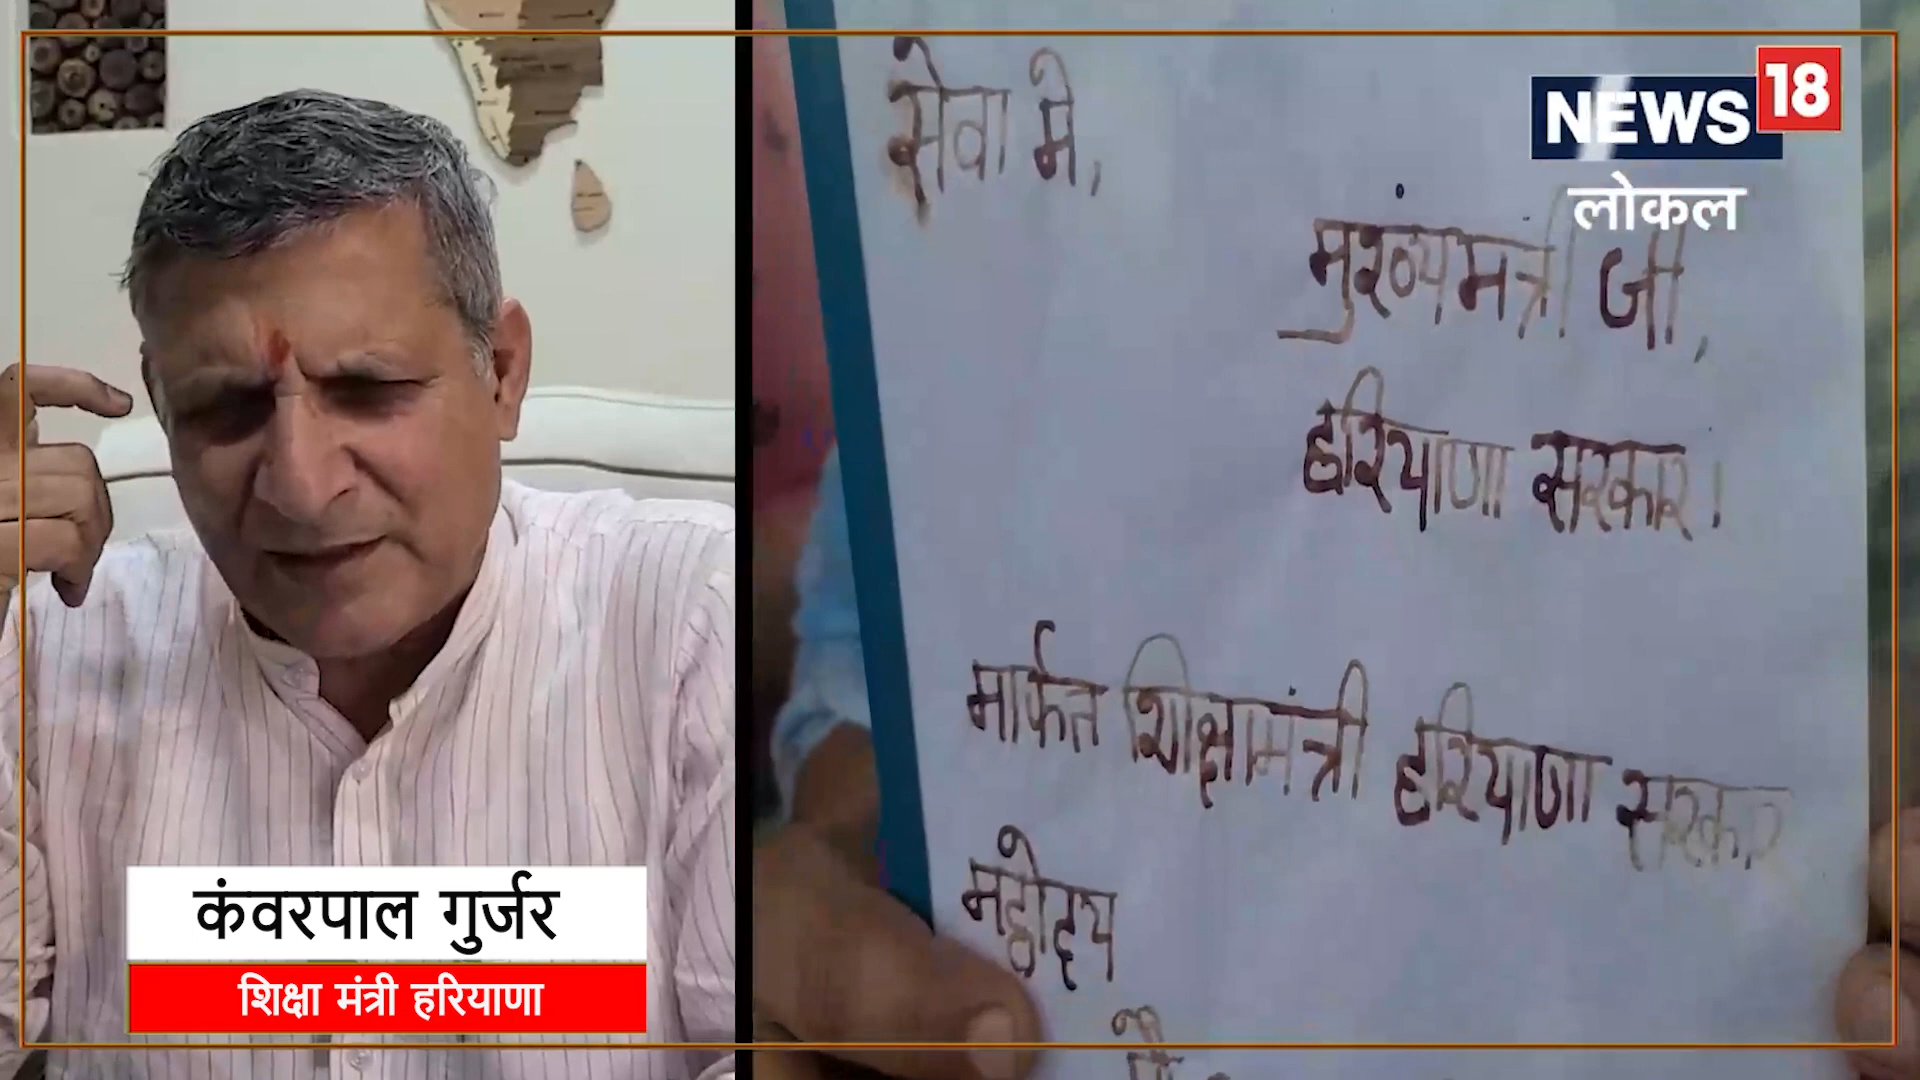 सेवा मे,
मुख्यमंत्री जी,
हरियाणा सरकार।
मार्फत शिक्षामंत्री हरियाणा सरकार
महोदय
NEWS 18
लोकल
कंवरपाल गुर्जर
शिक्षा मंत्री हरियाणा